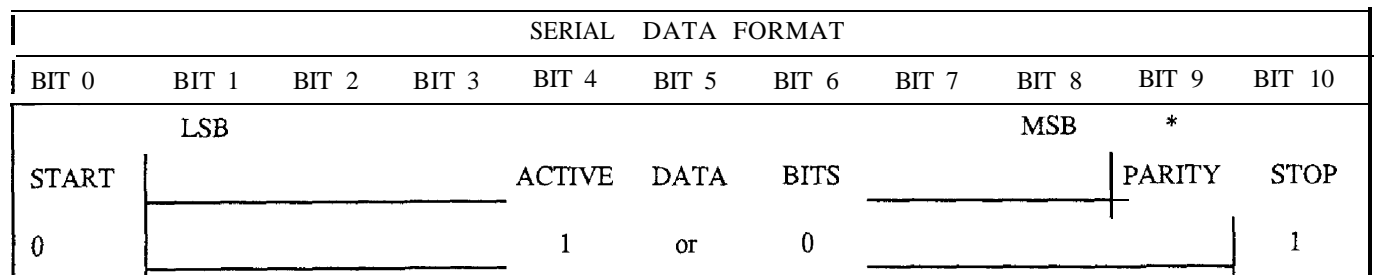 SERIAL DATA FORMAT
BIT 0 BIT 1 BIT 2 BIT 3 BIT 4 BIT 5 BIT 6 BIT 7 BIT 8 BIT 9 BIT 10
LSB MSB *
START ACTIVE DATA BITS PARITY STOP
0 1 or 0 1